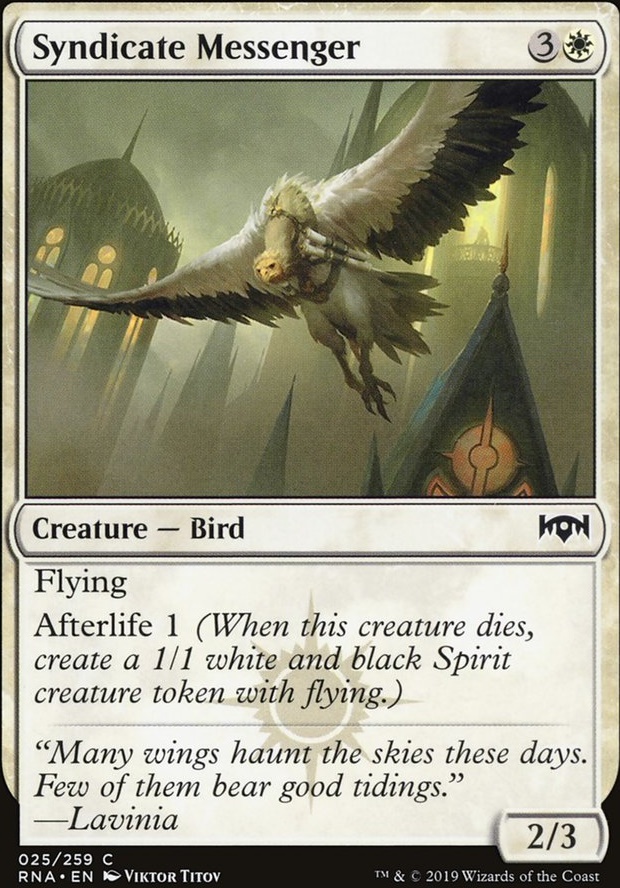 Syndicate Messenger 3
Creature — Bird
Flying
Afterlife 1 (When this creature dies,
create a 1/1 white and black Spirit
creature token with flying.)
“Many wings haunt the skies these days.
Few of them bear good tidings.”
—Lavinia
2/3
025/259 C
RNA • EN Viktor Titov
™ & © 2019 Wizards of the Coast